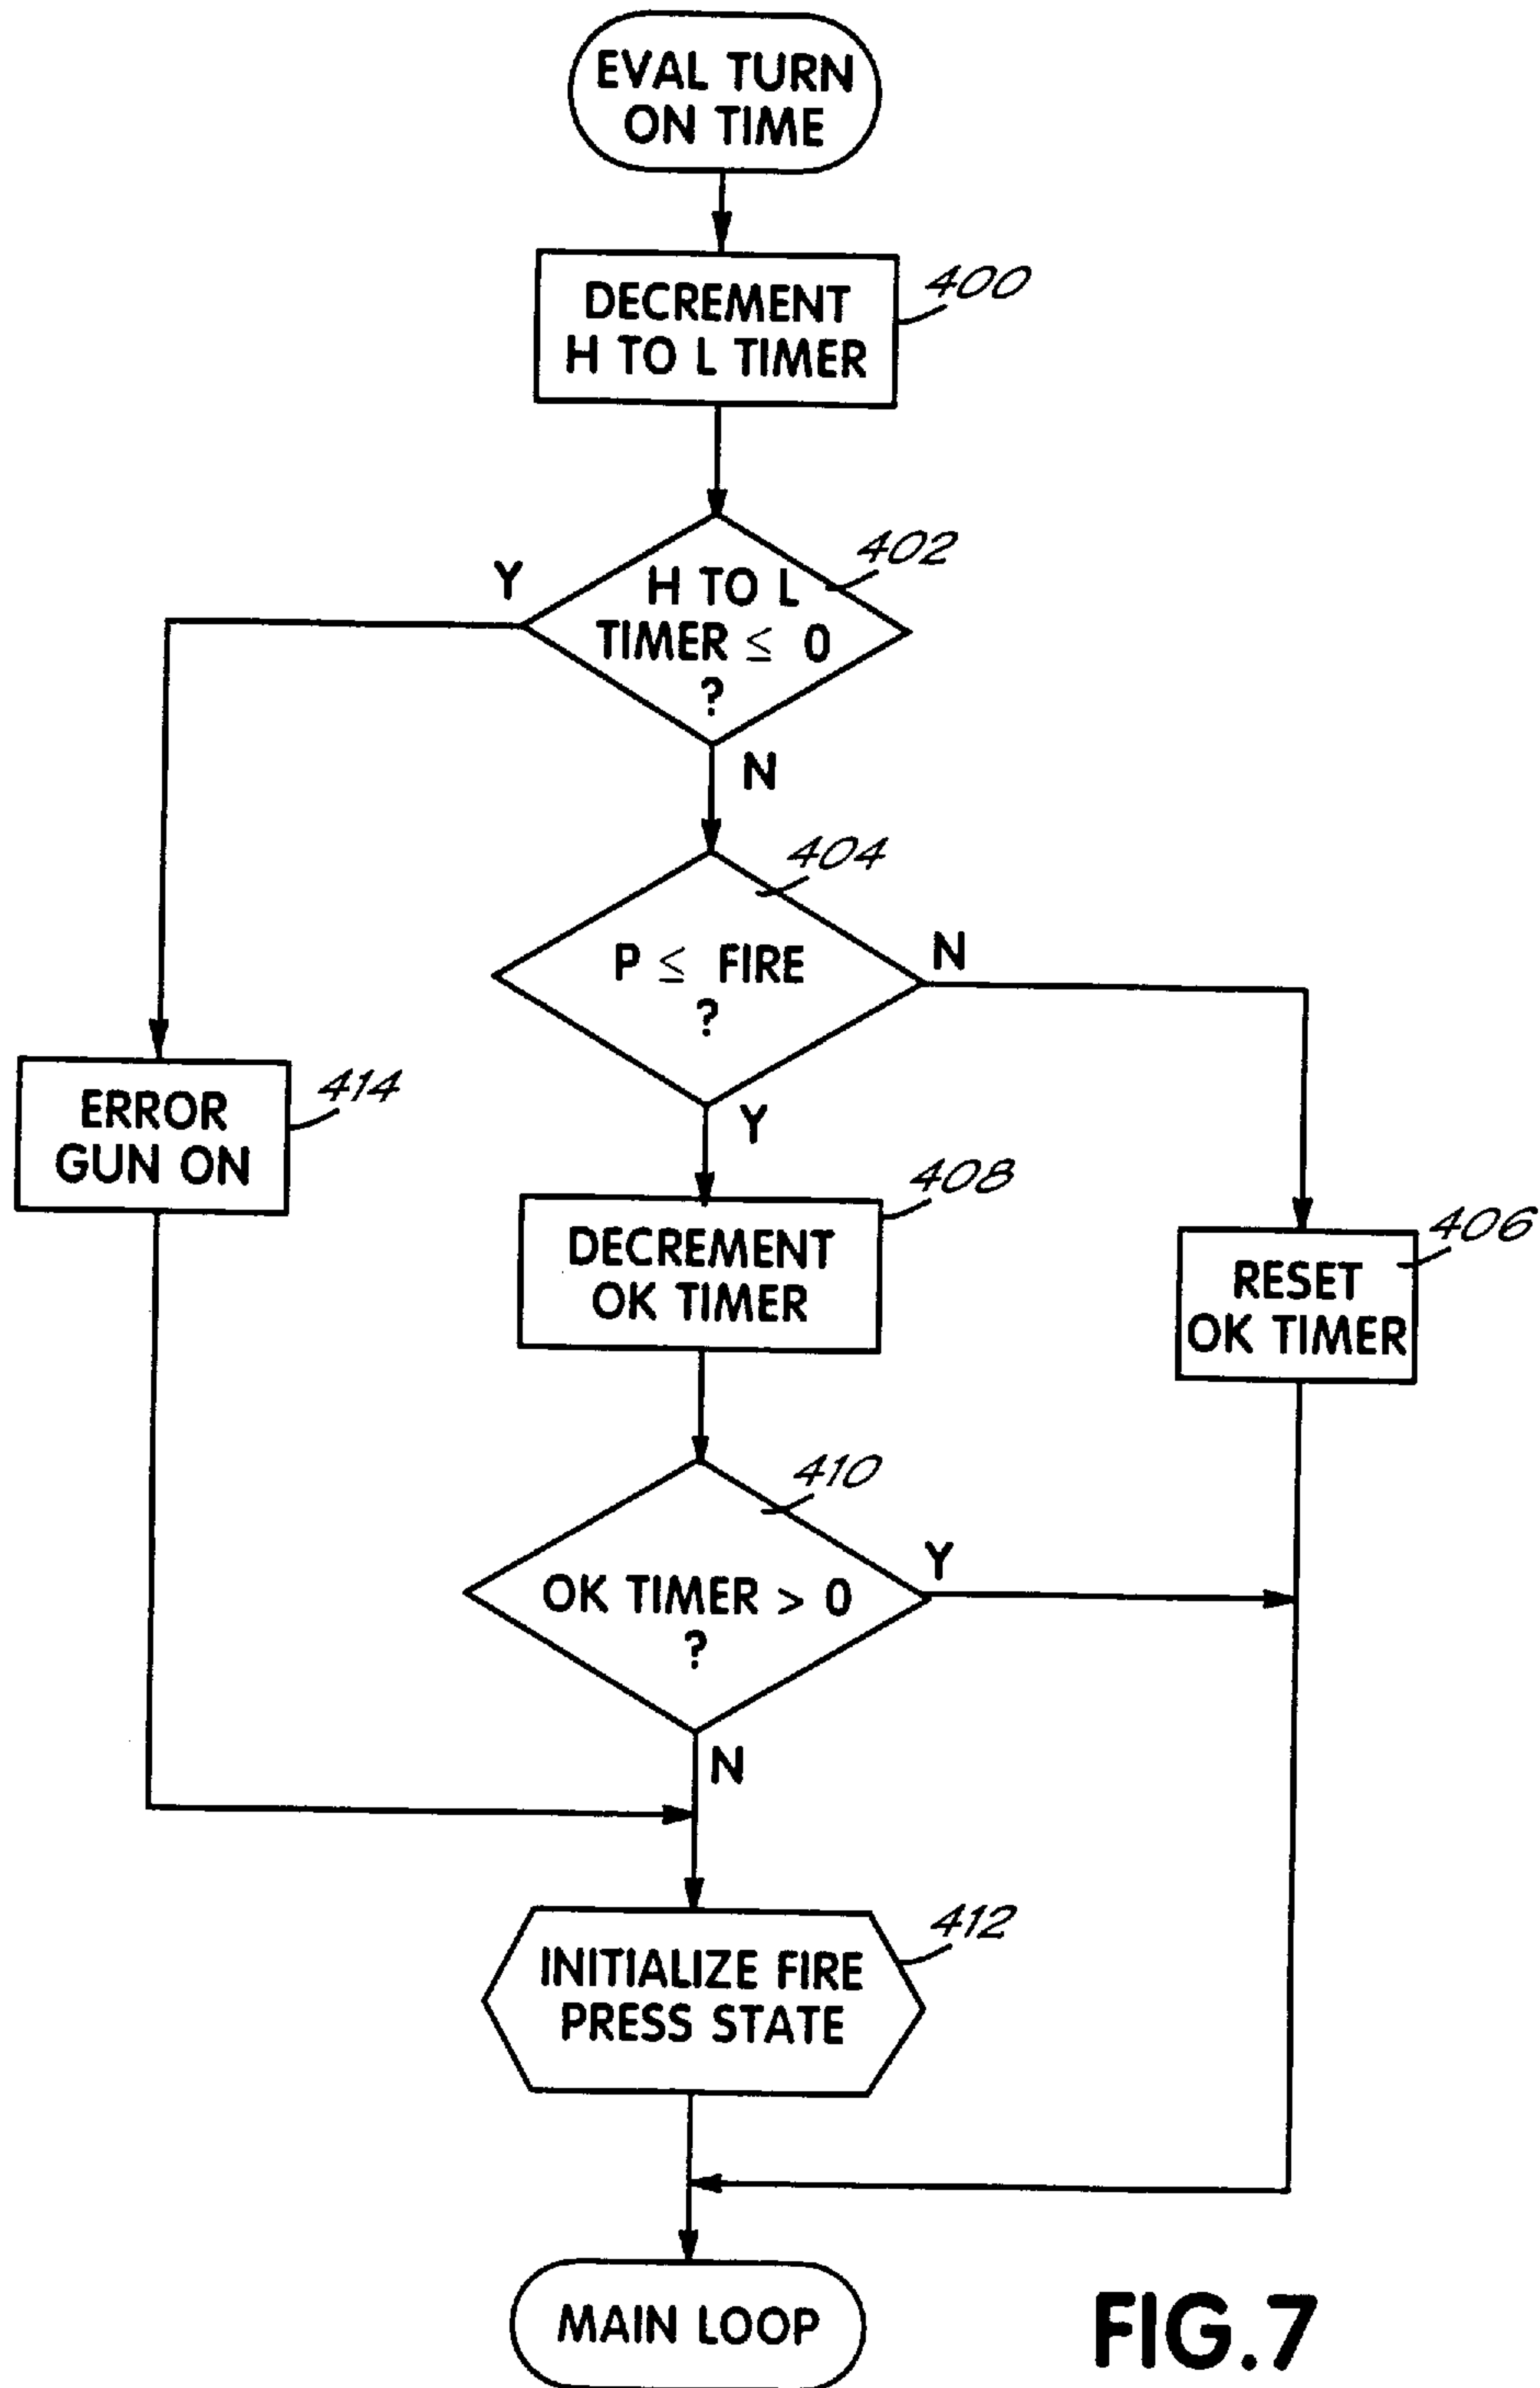 EVAL TURN
ON TIME
DECREMENT
H TO L TIMER
400
H TO L
TIMER ≤ 0
?
402
Y
N
P ≤ FIRE
?
404
N
Y
ERROR
GUN ON
414
DECREMENT
OK TIMER
408
RESET
OK TIMER
406
OK TIMER > 0
?
410
Y
N
INITIALIZE FIRE
PRESS STATE
412
MAIN LOOP
FIG.7